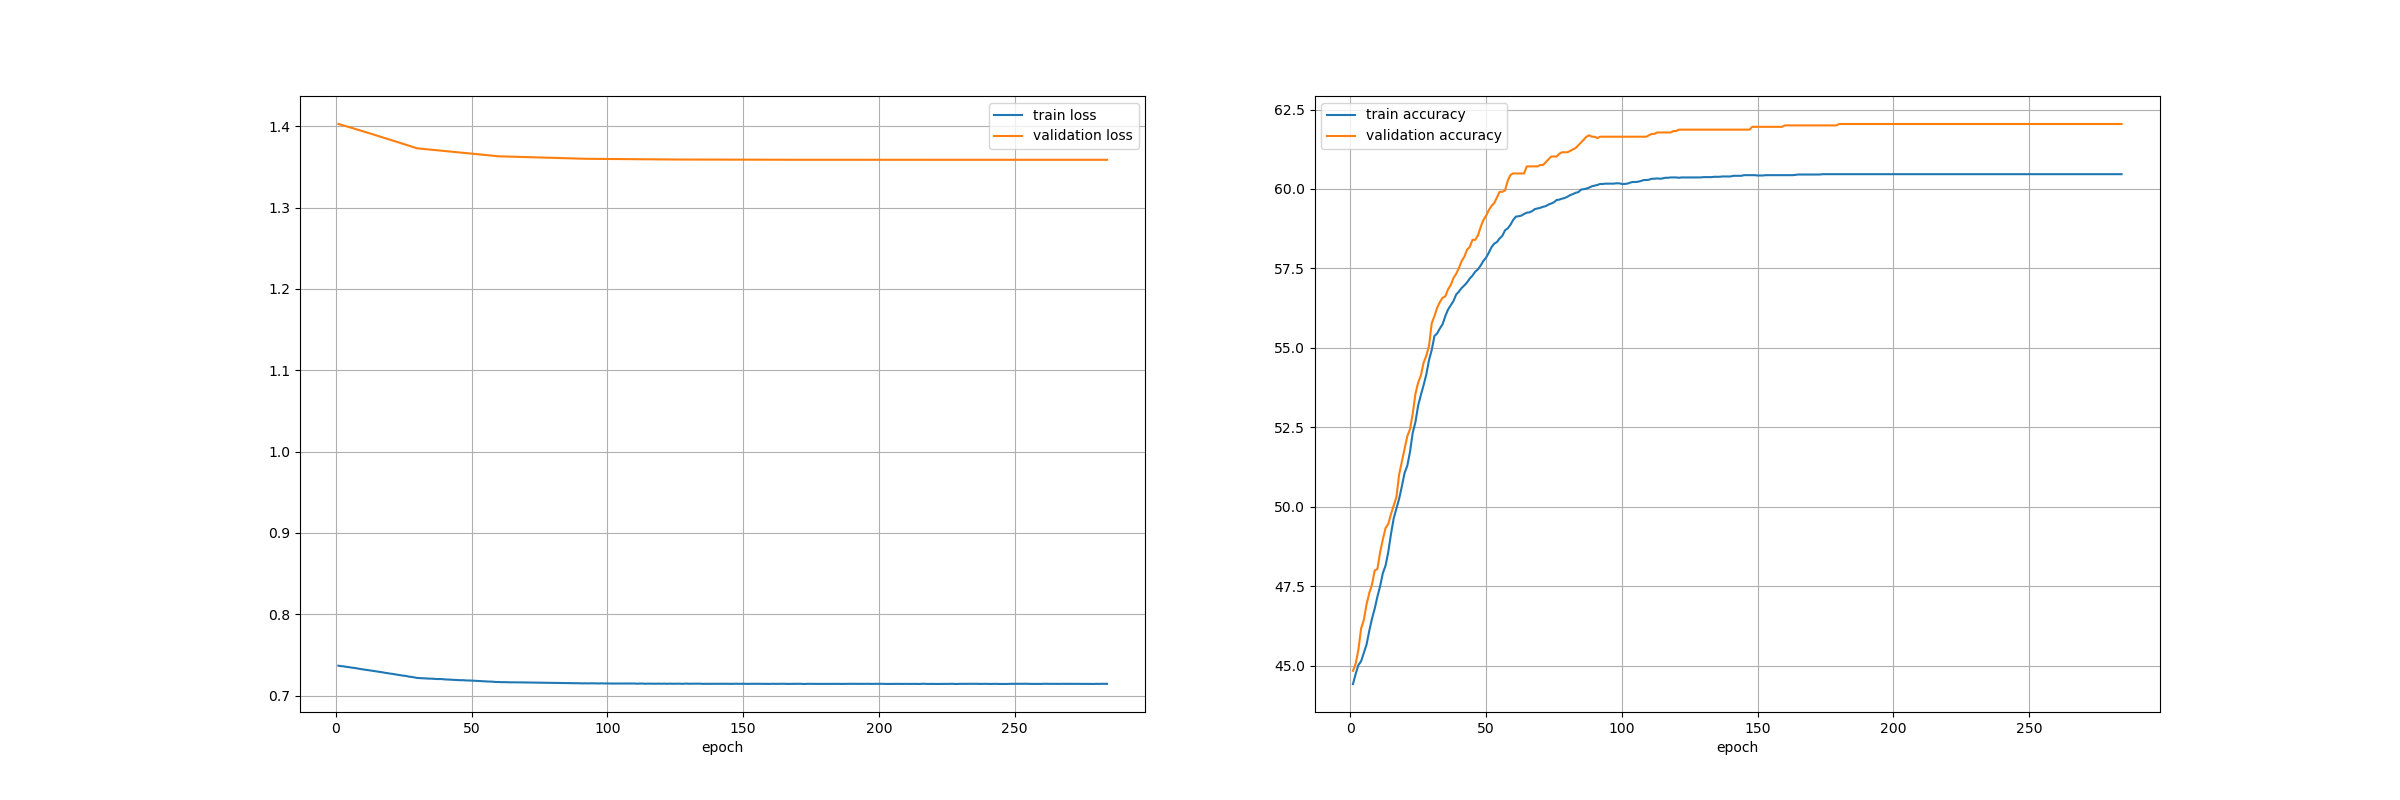 train loss
validation loss
1.4
1.3
1.2
1.1
1.0
0.9
0.8
0.7
0 50 100 150 200 250
epoch
train accuracy
validation accuracy
62.5
60.0
57.5
55.0
52.5
50.0
47.5
45.0
0 50 100 150 200 250
epoch